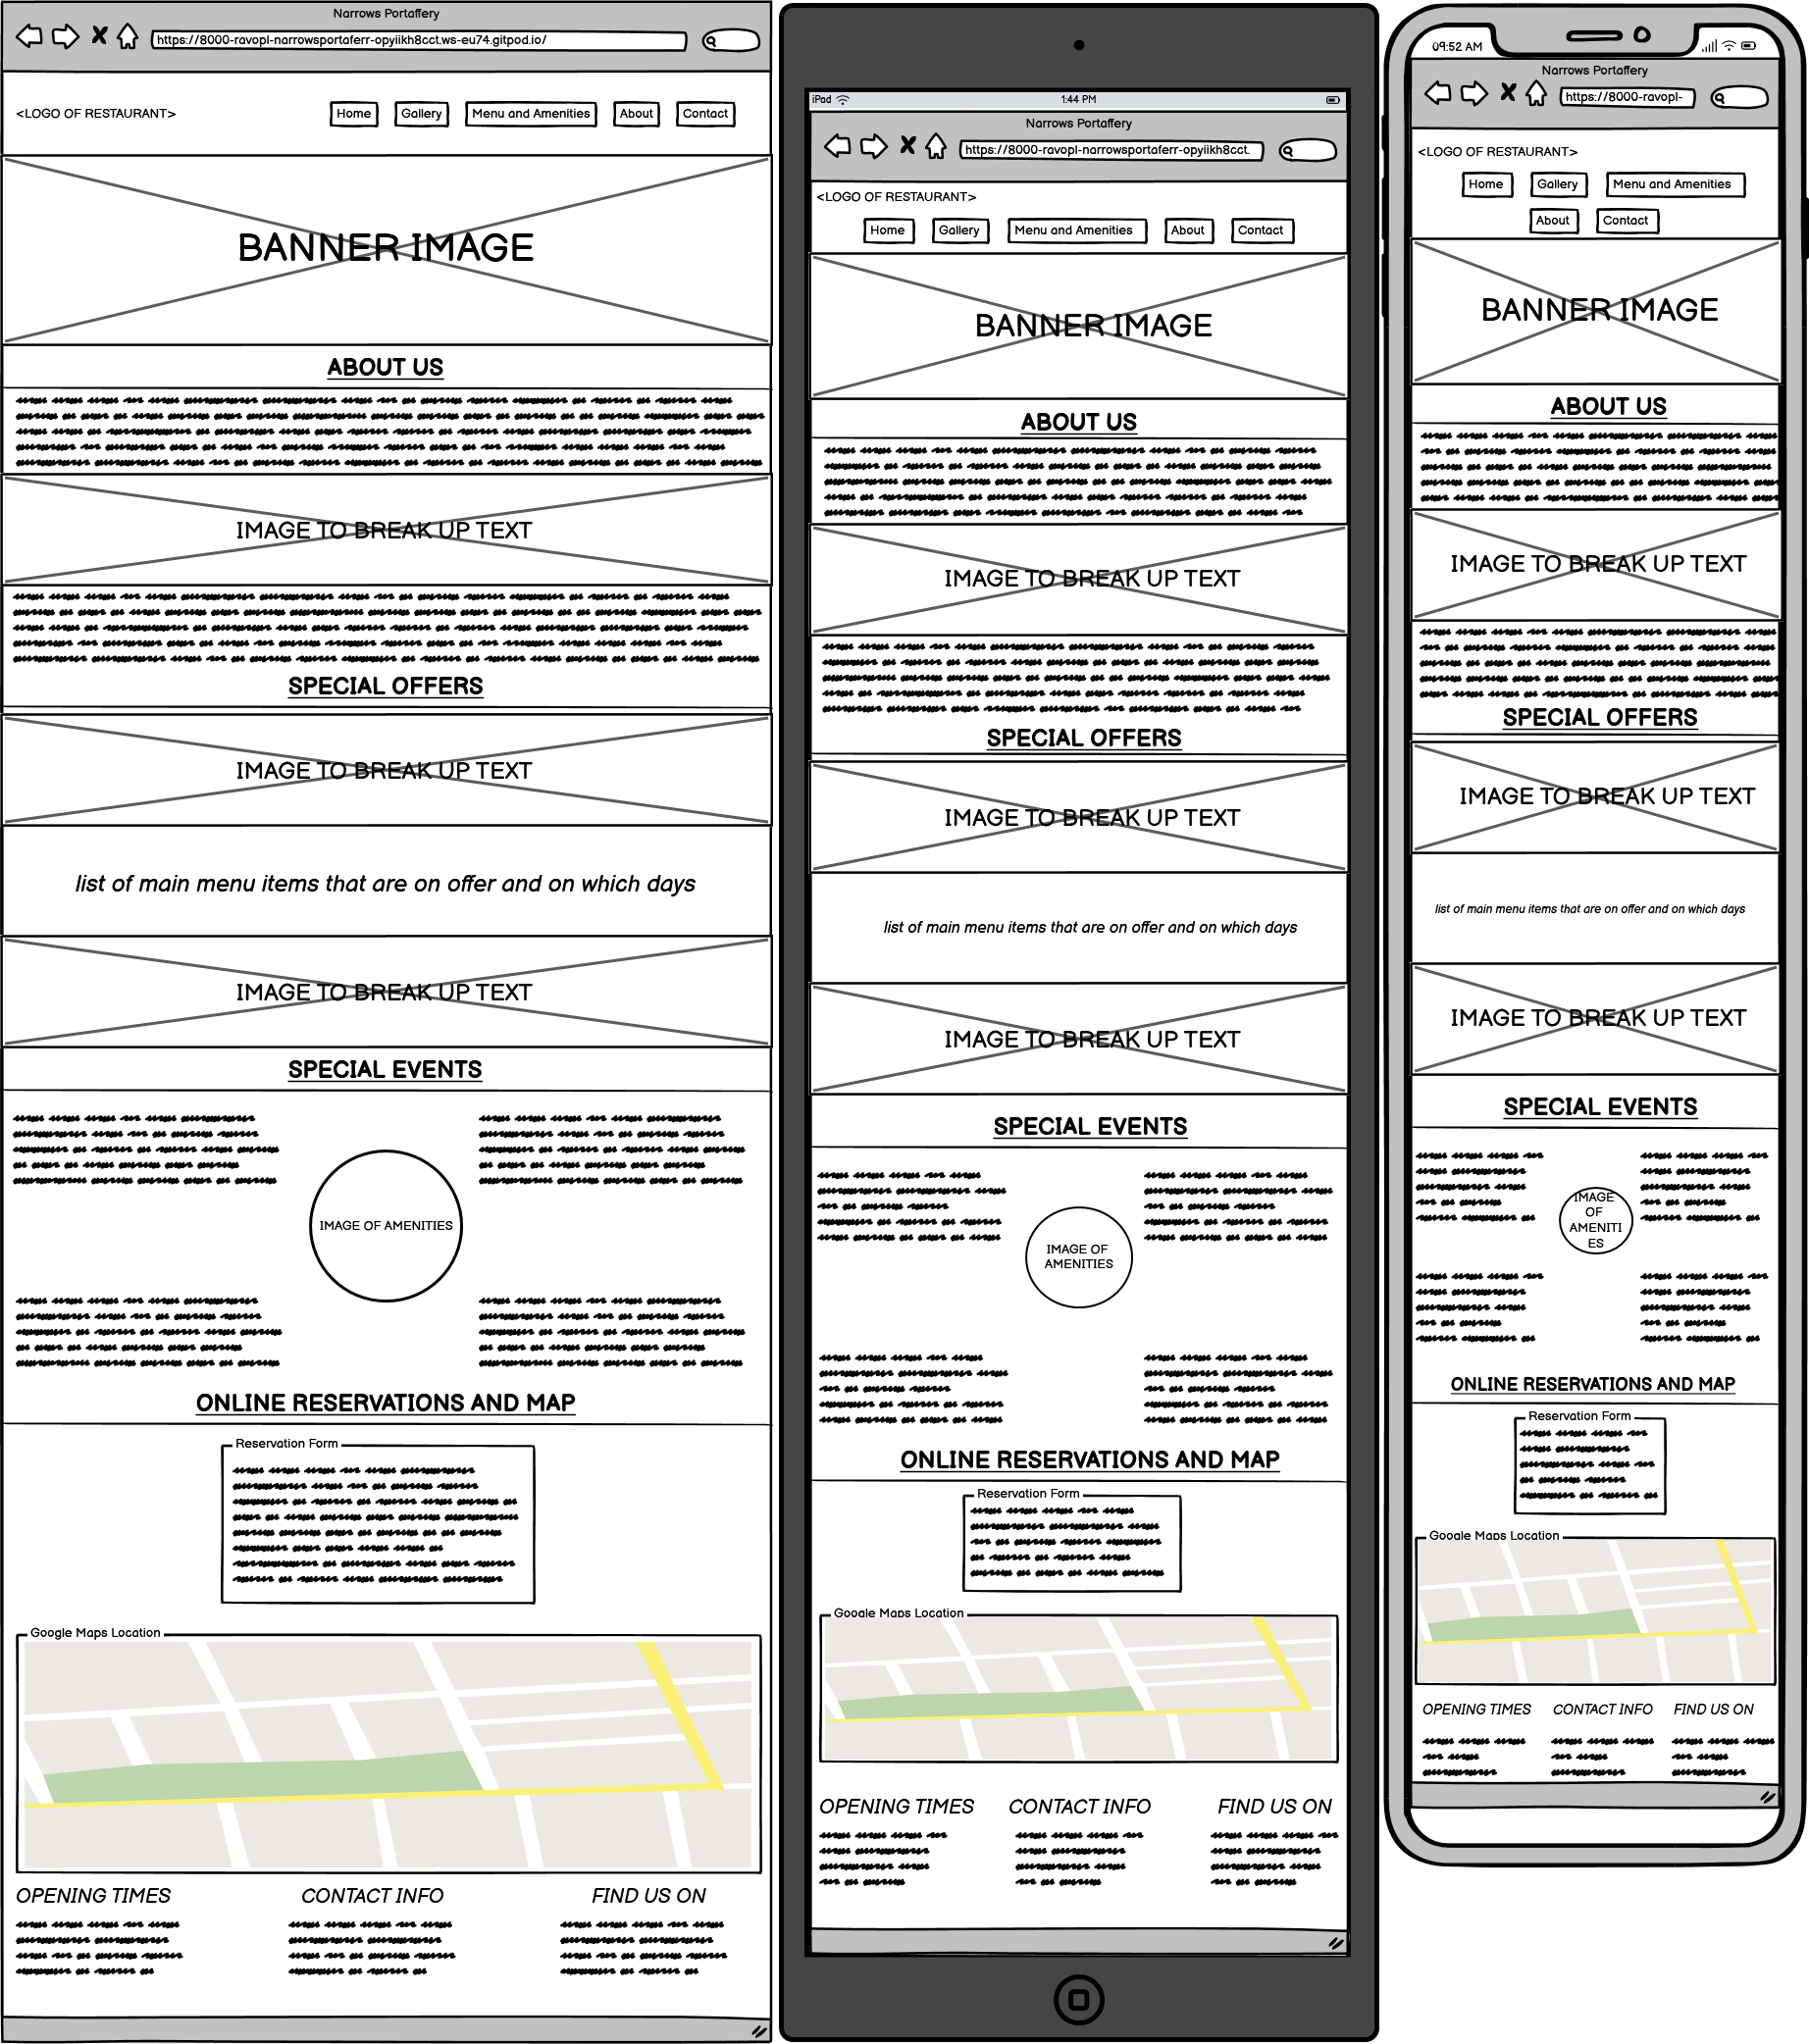 Narrows Portaffery
https://8000-ravopl-narrowsportaferr-opyiikh8cct.ws-eu74.gitpod.io/
<LOGO OF RESTAURANT>
Home Gallery Menu and Amenities About Contact
BANNER IMAGE
ABOUT US
IMAGE TO BREAK UP TEXT
SPECIAL OFFERS
IMAGE TO BREAK UP TEXT
list of main menu items that are on offer and on which days
IMAGE TO BREAK UP TEXT
SPECIAL EVENTS
IMAGE OF AMENITIES
ONLINE RESERVATIONS AND MAP
Reservation Form
Google Maps Location
OPENING TIMES CONTACT INFO FIND US ON
iPad 1:44 PM
Narrows Portaffery
https://8000-ravopl-narrowsportaferr-opyiikh8cct.
<LOGO OF RESTAURANT>
Home Gallery Menu and Amenities About Contact
BANNER IMAGE
ABOUT US
IMAGE TO BREAK UP TEXT
SPECIAL OFFERS
IMAGE TO BREAK UP TEXT
list of main menu items that are on offer and on which days
IMAGE TO BREAK UP TEXT
SPECIAL EVENTS
IMAGE OF
AMENITIES
ONLINE RESERVATIONS AND MAP
Reservation Form
Google Maps Location
OPENING TIMES CONTACT INFO FIND US ON
09:52 AM
Narrows Portaffery
https://8000-ravopl-
<LOGO OF RESTAURANT>
Home Gallery Menu and Amenities
About Contact
BANNER IMAGE
ABOUT US
IMAGE TO BREAK UP TEXT
SPECIAL OFFERS
IMAGE TO BREAK UP TEXT
list of main menu items that are on offer and on which days
IMAGE TO BREAK UP TEXT
SPECIAL EVENTS
IMAGE
OF
AMENITI
ES
ONLINE RESERVATIONS AND MAP
Reservation Form
Google Maps Location
OPENING TIMES CONTACT INFO FIND US ON